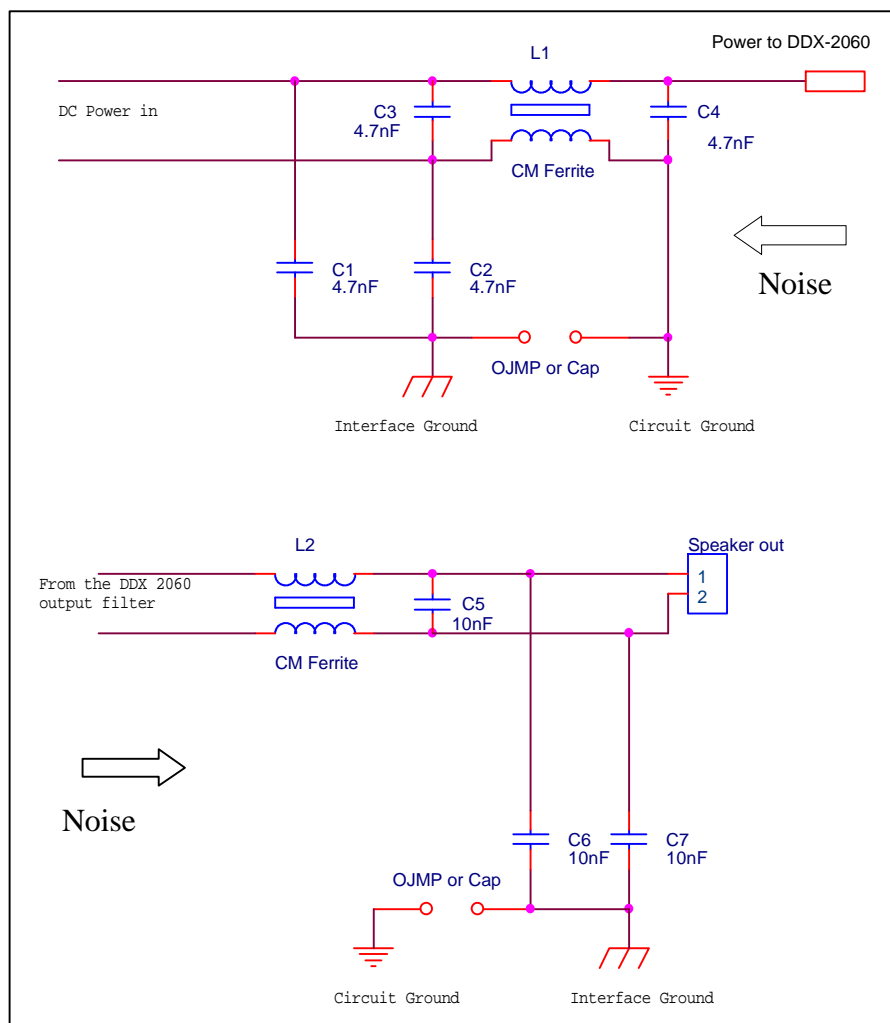 Power to DDX-2060
L1
DC Power in
C3
4.7nF
C4
4.7nF
CM Ferrite
C1
4.7nF
C2
4.7nF
Noise
OJMP or Cap
Interface Ground
Circuit Ground
L2
Speaker out
1
2
From the DDX 2060
output filter
C5
10nF
CM Ferrite
Noise
C6
10nF
C7
10nF
OJMP or Cap
Circuit Ground
Interface Ground